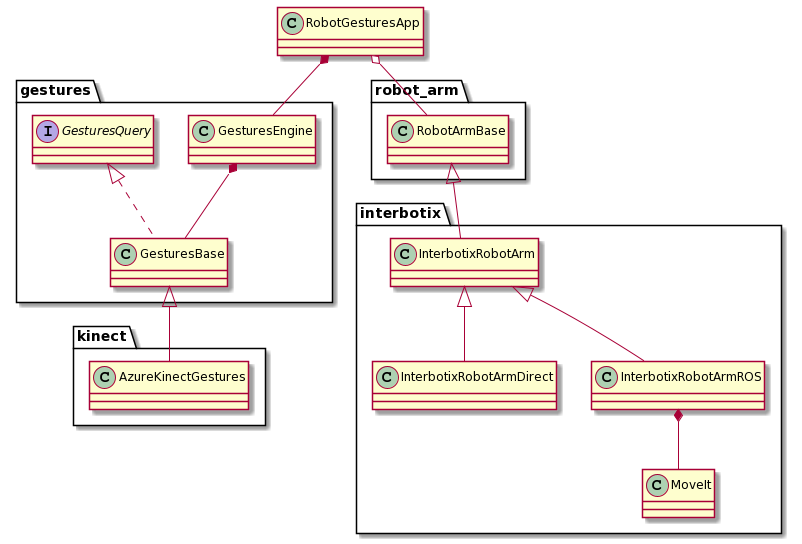 C RobotGesturesApp
gestures
robot_arm
I GesturesQuery
C GesturesEngine
C RobotArmBase
interbotix
C GesturesBase
C InterbotixRobotArm
kinect
C AzureKinectGestures
C InterbotixRobotArmDirect
C InterbotixRobotArmROS
C MoveIt